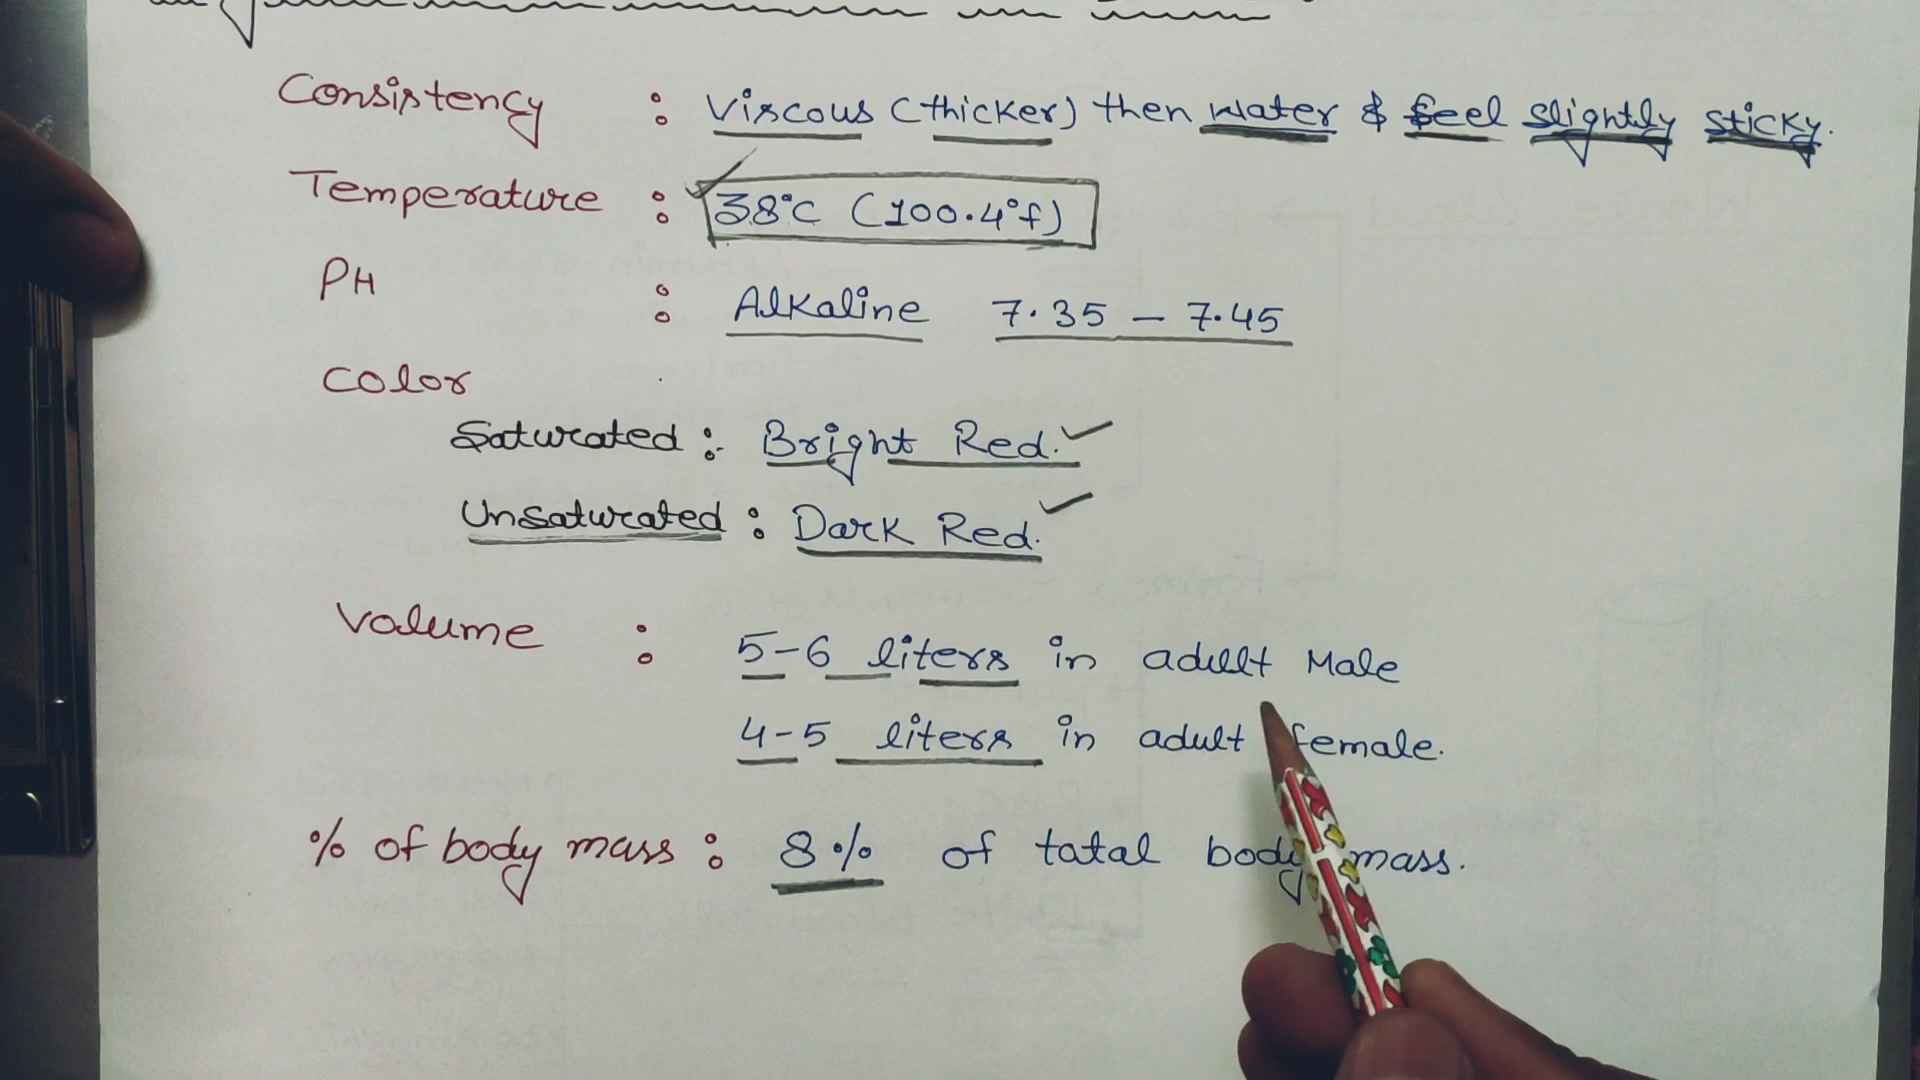 Consistency : Viscous (thicker) then water & feel slightly sticky.
Temperature : 38°C (100.4°f)
PH : Alkaline 7.35 – 7.45
Color
Saturated : Bright Red.
Unsaturated : Dark Red.
Volume : 5-6 liters in adult Male
4-5 liters in adult female.
% of body mass : 8% of total body mass.